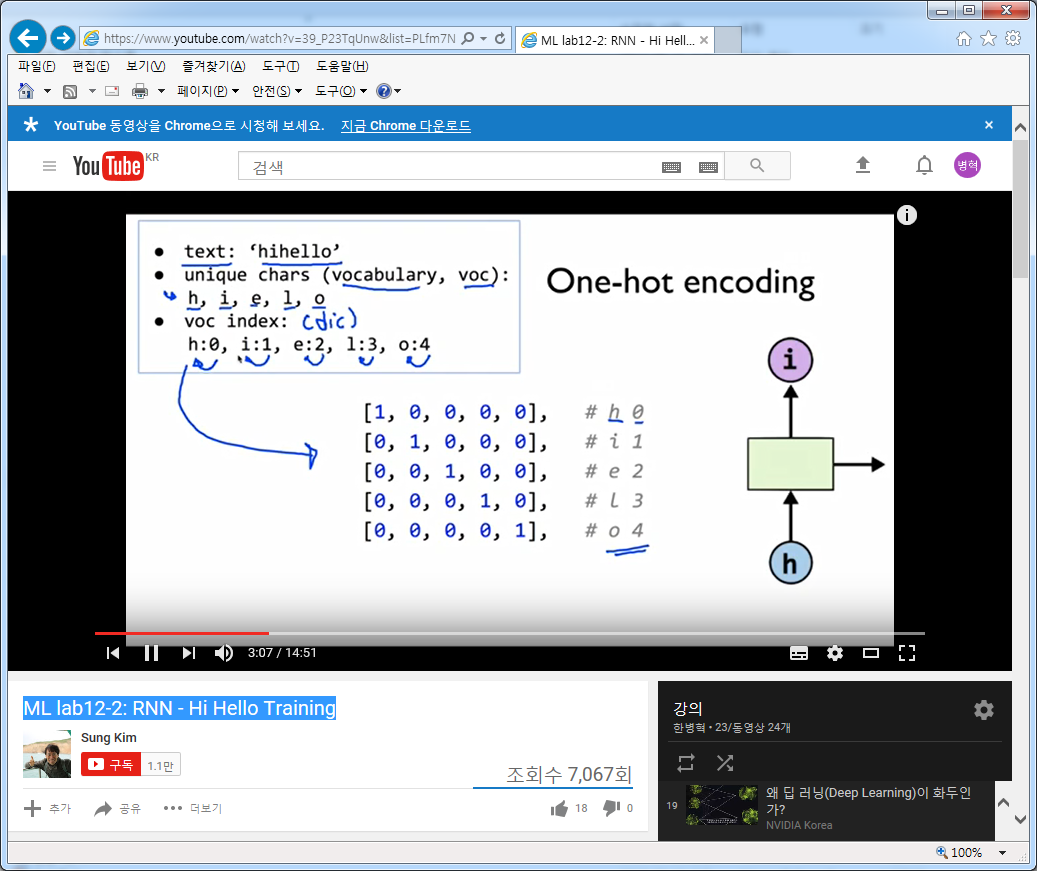 https://www.youtube.com/watch?v=39_P23TqUnw&list=PLfm7N
ML lab12-2: RNN - Hi Hell...
파일(F) 편집(E) 보기(V) 즐겨찾기(A) 도구(T) 도움말(H)
페이지(P) 안전(S) 도구(O)
YouTube 동영상을 Chrome으로 시청해 보세요. 지금 Chrome 다운로드
YouTube KR
검색
병혁
• text: ‘hihello’
• unique chars (vocabulary, voc):
h, i, e, l, o
• voc index: (dic)
h:0, i:1, e:2, l:3, o:4
One-hot encoding
[1, 0, 0, 0, 0], # h 0
[0, 1, 0, 0, 0], # i 1
[0, 0, 1, 0, 0], # e 2
[0, 0, 0, 1, 0], # l 3
[0, 0, 0, 0, 1], # o 4
i
h
3:07 / 14:51
ML lab12-2: RNN - Hi Hello Training
Sung Kim
구독 1.1만
조회수 7,067회
추가 공유 더보기
18 0
강의
한병혁 • 23/동영상 24개
19
왜 딥 러닝(Deep Learning)이 화두인
가?
NVIDIA Korea
100%